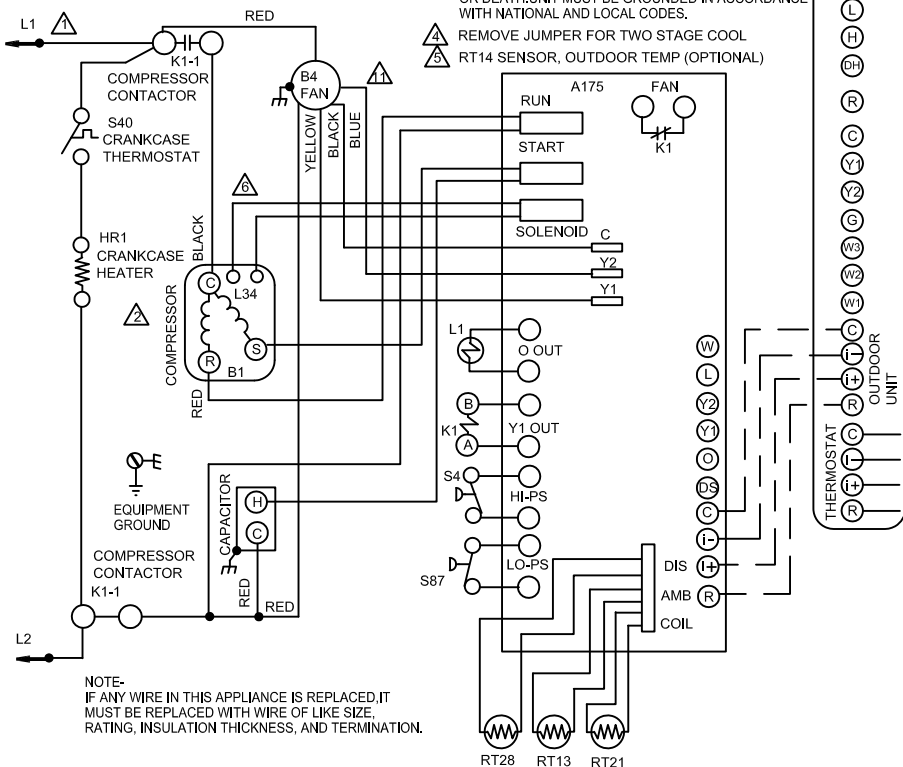 OR DEATH.UNIT MUST BE GROUNDED IN ACCORDANCE
WITH NATIONAL AND LOCAL CODES.
4 REMOVE JUMPER FOR TWO STAGE COOL
5 RT14 SENSOR, OUTDOOR TEMP (OPTIONAL)
L1
1
RED
K1-1
COMPRESSOR
CONTACTOR
B4
FAN
11
S40
CRANKCASE
THERMOSTAT
YELLOW
BLACK
BLUE
HR1
CRANKCASE
HEATER
BLACK
6
2
COMPRESSOR
C
L34
R
S
B1
RED
EQUIPMENT
GROUND
CAPACITOR
H
C
COMPRESSOR
CONTACTOR
K1-1
RED
RED
L2
NOTE-
IF ANY WIRE IN THIS APPLIANCE IS REPLACED,IT
MUST BE REPLACED WITH WIRE OF LIKE SIZE,
RATING, INSULATION THICKNESS, AND TERMINATION.
A175
RUN
START
SOLENOID
FAN
K1
C
Y2
Y1
L1
O OUT
B
K1
A
Y1 OUT
S4
HI-PS
S87
LO-PS
DIS
AMB
COIL
W
L
Y2
Y1
O
DS
C
i-
I+
R
RT28
RT13
RT21
L
H
DH
R
C
Y1
Y2
G
W3
W2
W1
C
i-
i+
R
OUTDOOR
UNIT
THERMOSTAT
C
I-
i+
R